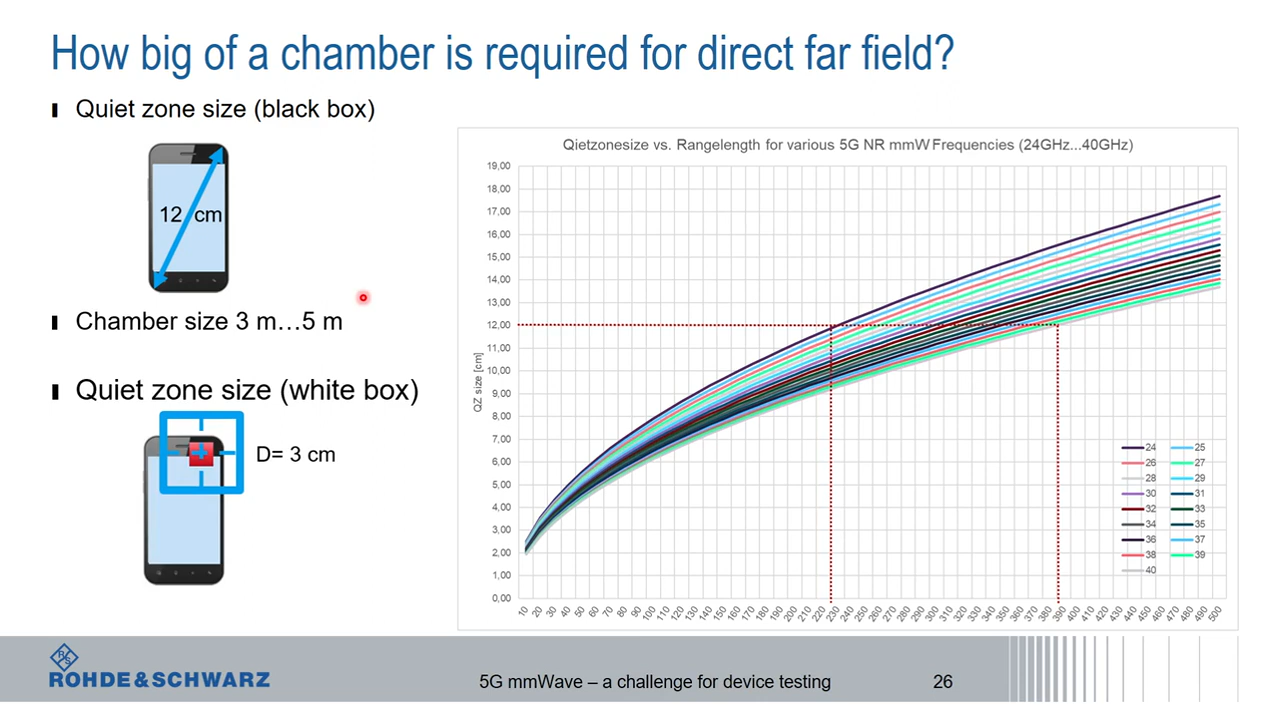 How big of a chamber is required for direct far field?
Quiet zone size (black box)
12 cm
Chamber size 3 m…5 m
Quiet zone size (white box)
D= 3 cm
Qietzonesize vs. Rangelength for various 5G NR mmW Frequencies (24GHz...40GHz)
QZ size [cm]
19,00
18,00
17,00
16,00
15,00
14,00
13,00
12,00
11,00
10,00
9,00
8,00
7,00
6,00
5,00
4,00
3,00
2,00
1,00
0,00
10 20 30 40 50 60 70 80 90 100 110 120 130 140 150 160 170 180 190 200 210 220 230 240 250 260 270 280 290 300 310 320 330 340 350 360 370 380 390 400 410 420 430 440 450 460 470 480 490 500
24 25
26 27
28 29
30 31
32 33
34 35
36 37
38 39
40
R S
ROHDE & SCHWARZ
5G mmWave – a challenge for device testing 26